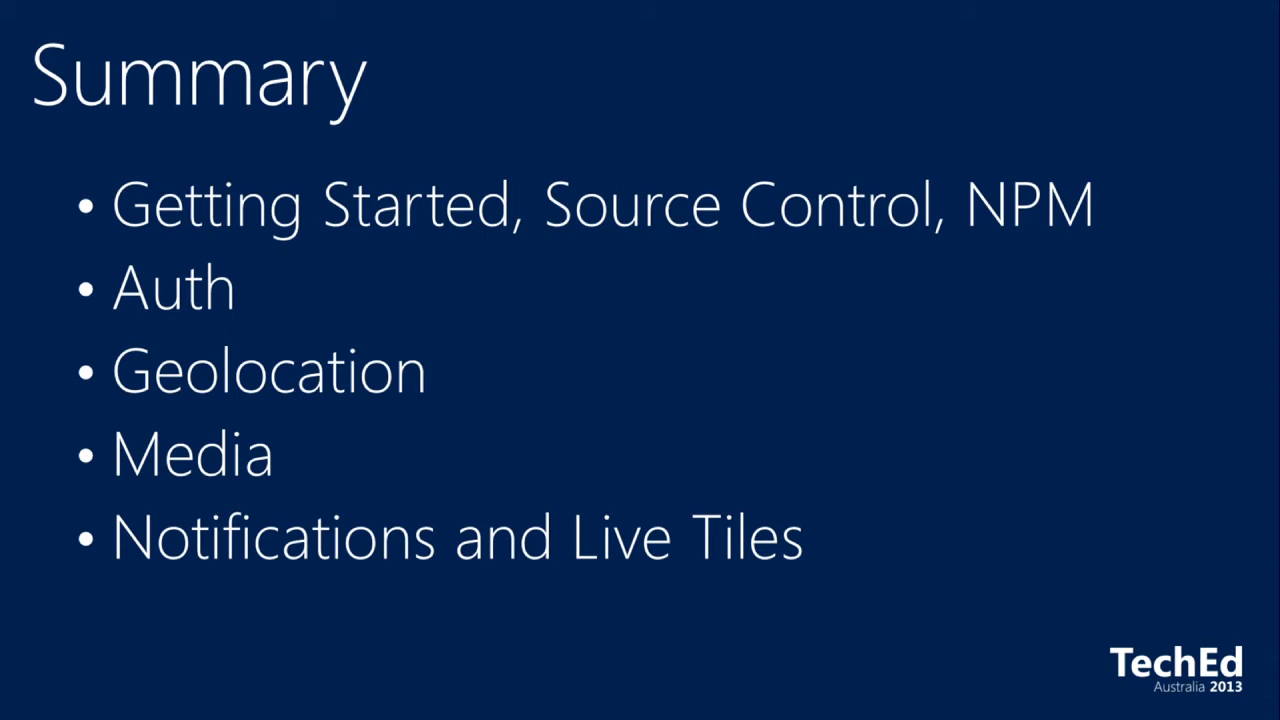 Summary
• Getting Started, Source Control, NPM
• Auth
• Geolocation
• Media
• Notifications and Live Tiles
TechEd
Australia 2013